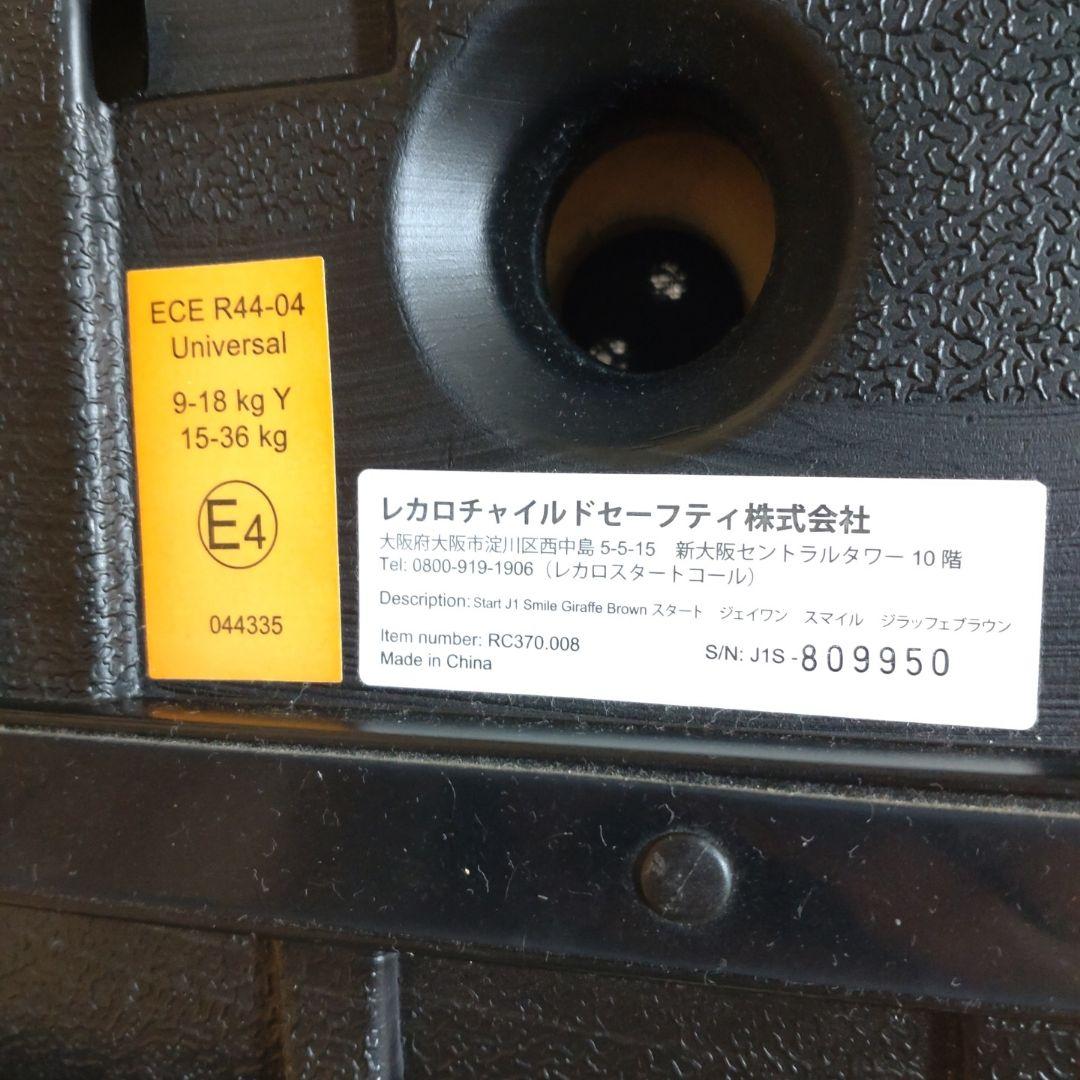 ECE R44-04
Universal
9-18 kg Y
15-36 kg
E4
044335
レカロチャイルドセーフティ株式会社
大阪府大阪市淀川区西中島 5-5-15　新大阪セントラルタワー 10 階
Tel: 0800-919-1906（レカロスタートコール）
Description: Start J1 Smile Giraffe Brown スタート　ジェイワン　スマイル　ジラッフェブラウン
Item number: RC370.008
Made in China
S/N: J1S -809950